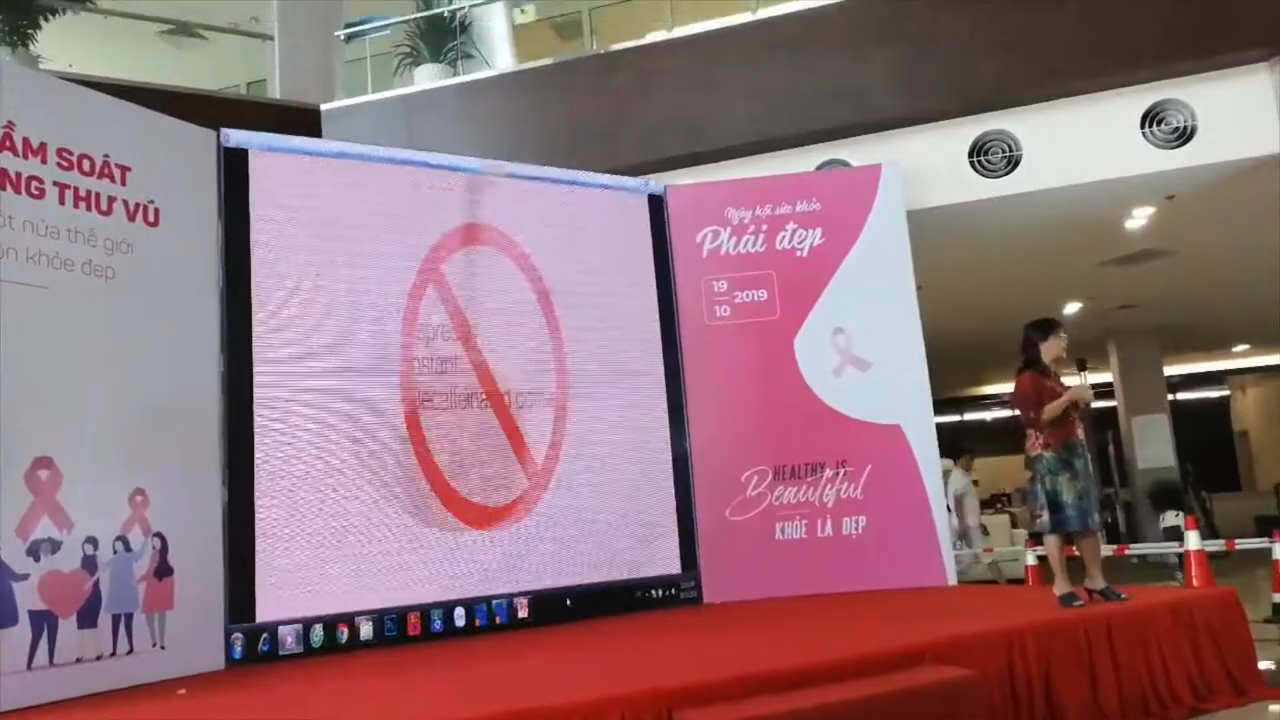 ẦM SOÁT
NG THƯ VÚ
ột nửa thế giới
ôn khỏe đẹp
Ngày hội sức khỏe
Phái đẹp
19
10
2019
HEALTHY IS
Beautiful
KHỎE LÀ ĐẸP